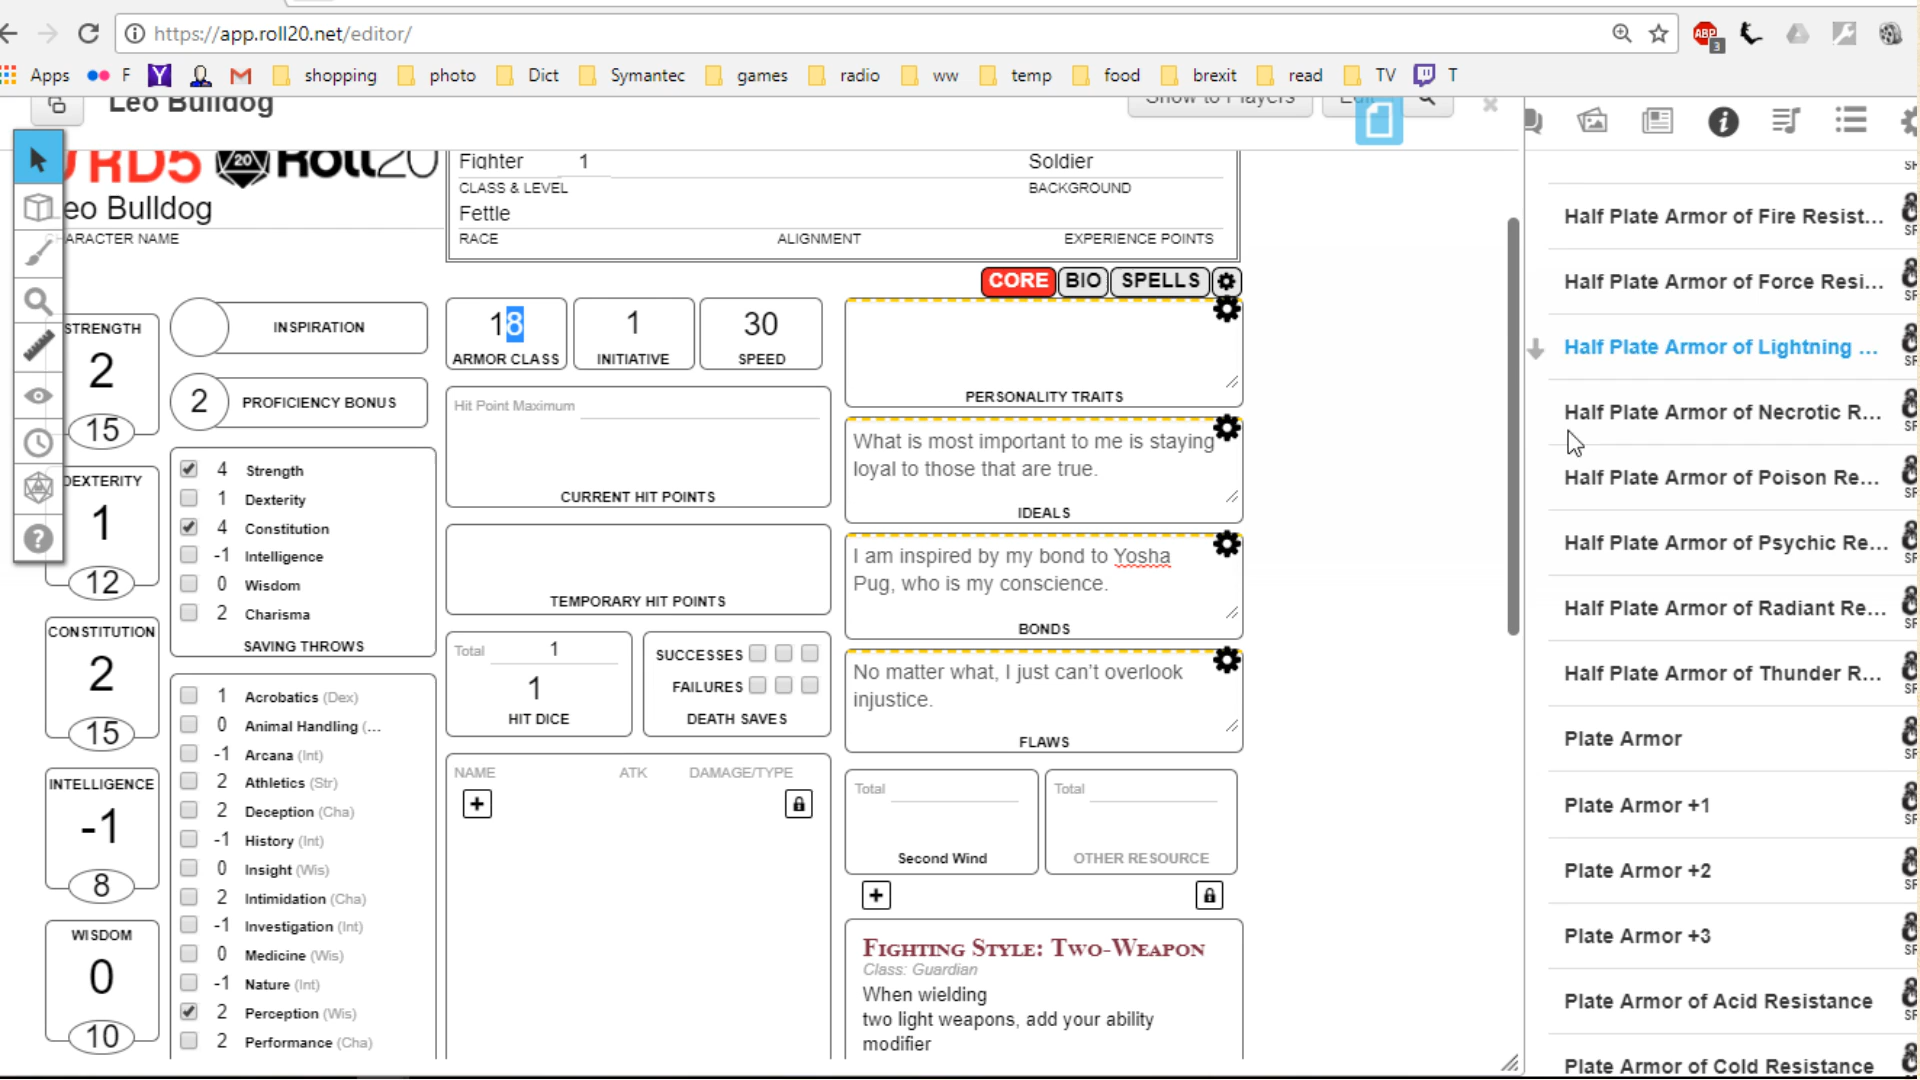 https://app.roll20.net/editor/
ABP
3
Apps
F
shopping
photo
Dict
Symantec
games
radio
ww
temp
food
brexit
read
TV
T
Leo Bulldog
Show to Players
Edit
RD5
20
Roll20
Leo Bulldog
CHARACTER NAME
Fighter 1
Soldier
CLASS & LEVEL
BACKGROUND
Fettle
RACE
ALIGNMENT
EXPERIENCE POINTS
CORE
BIO
SPELLS
STRENGTH
2
15
DEXTERITY
1
12
CONSTITUTION
2
15
INTELLIGENCE
-1
8
WISDOM
0
10
INSPIRATION
2 PROFICIENCY BONUS
4 Strength
1 Dexterity
4 Constitution
-1 Intelligence
0 Wisdom
2 Charisma
SAVING THROWS
1 Acrobatics (Dex)
0 Animal Handling (...
-1 Arcana (Int)
2 Athletics (Str)
2 Deception (Cha)
-1 History (Int)
0 Insight (Wis)
2 Intimidation (Cha)
-1 Investigation (Int)
0 Medicine (Wis)
-1 Nature (Int)
2 Perception (Wis)
2 Performance (Cha)
18
ARMOR CLASS
1
INITIATIVE
30
SPEED
Hit Point Maximum
CURRENT HIT POINTS
TEMPORARY HIT POINTS
Total 1
1
HIT DICE
SUCCESSES
FAILURES
DEATH SAVES
NAME ATK DAMAGE/TYPE
+
PERSONALITY TRAITS
What is most important to me is staying
loyal to those that are true.
IDEALS
I am inspired by my bond to Yosha
Pug, who is my conscience.
BONDS
No matter what, I just can't overlook
injustice.
FLAWS
Total
Second Wind
Total
OTHER RESOURCE
+
Fighting Style: Two-Weapon
Class: Guardian
When wielding
two light weapons, add your ability
modifier
Half Plate Armor of Fire Resist...
Half Plate Armor of Force Resi...
Half Plate Armor of Lightning ...
Half Plate Armor of Necrotic R...
Half Plate Armor of Poison Re...
Half Plate Armor of Psychic Re...
Half Plate Armor of Radiant Re...
Half Plate Armor of Thunder R...
Plate Armor
Plate Armor +1
Plate Armor +2
Plate Armor +3
Plate Armor of Acid Resistance
Plate Armor of Cold Resistance